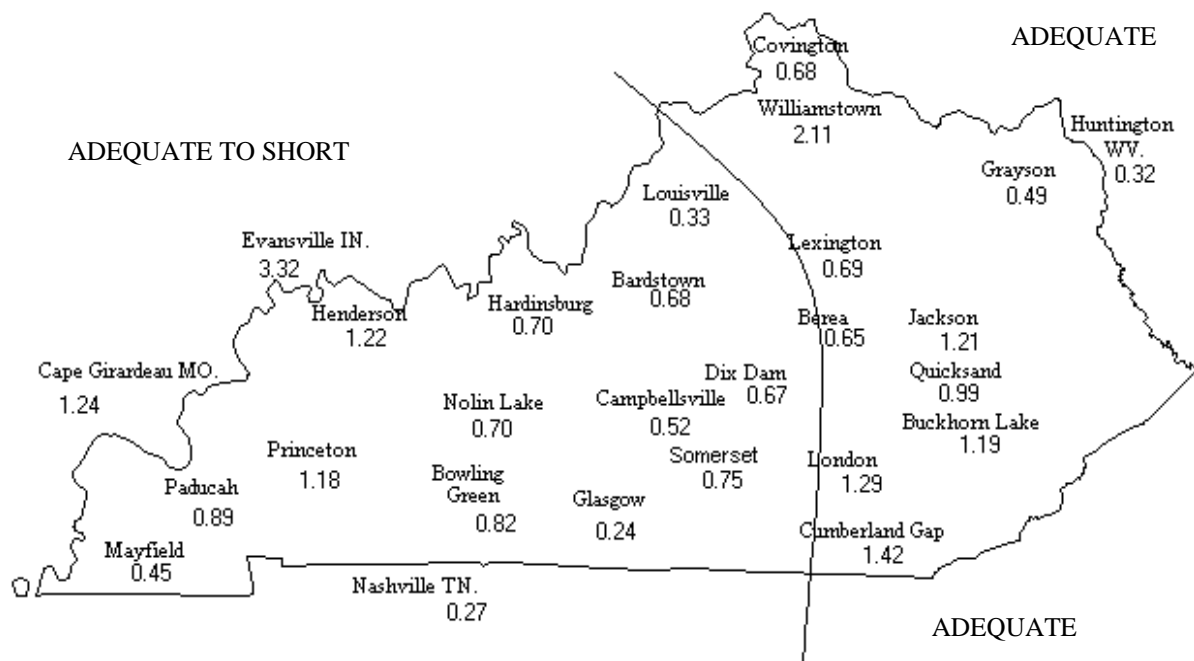 Covington
0.68
ADEQUATE
Williamstown
2.11
Huntington
WV.
0.32
ADEQUATE TO SHORT
Grayson
0.49
Louisville
0.33
Evansville IN.
3.32
Lexington
0.69
Bardstown
0.68
Hardinsburg
0.70
Henderson
1.22
Berea
0.65
Jackson
1.21
Cape Girardeau MO.
1.24
Dix Dam
0.67
Quicksand
0.99
Nolin Lake
0.70
Campbellsville
0.52
Buckhorn Lake
1.19
Princeton
1.18
Somerset
0.75
London
1.29
Paducah
0.89
Bowling
Green
0.82
Glasgow
0.24
Cumberland Gap
1.42
Mayfield
0.45
Nashville TN.
0.27
ADEQUATE